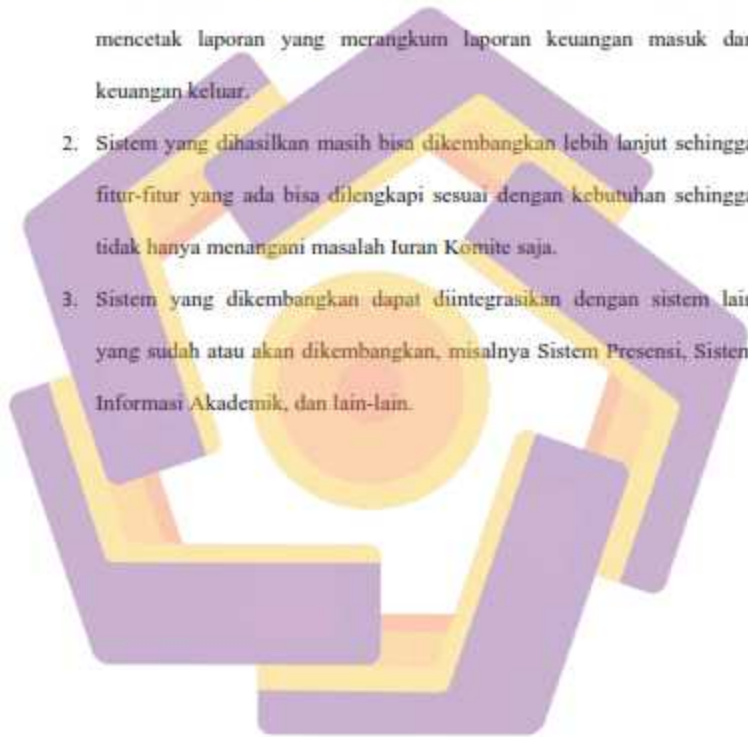 mencetak laporan yang merangkum laporan keuangan masuk dan
keuangan keluar.
2. Sistem yang dihasilkan masih bisa dikembangkan lebih lanjut sehingga
fitur-fitur yang ada bisa dilengkapi sesuai dengan kebutuhan sehingga
tidak hanya menangani masalah Iuran Komite saja.
3. Sistem yang dikembangkan dapat diintegrasikan dengan sistem lain
yang sudah atau akan dikembangkan, misalnya Sistem Presensi, Sistem
Informasi Akademik, dan lain-lain.